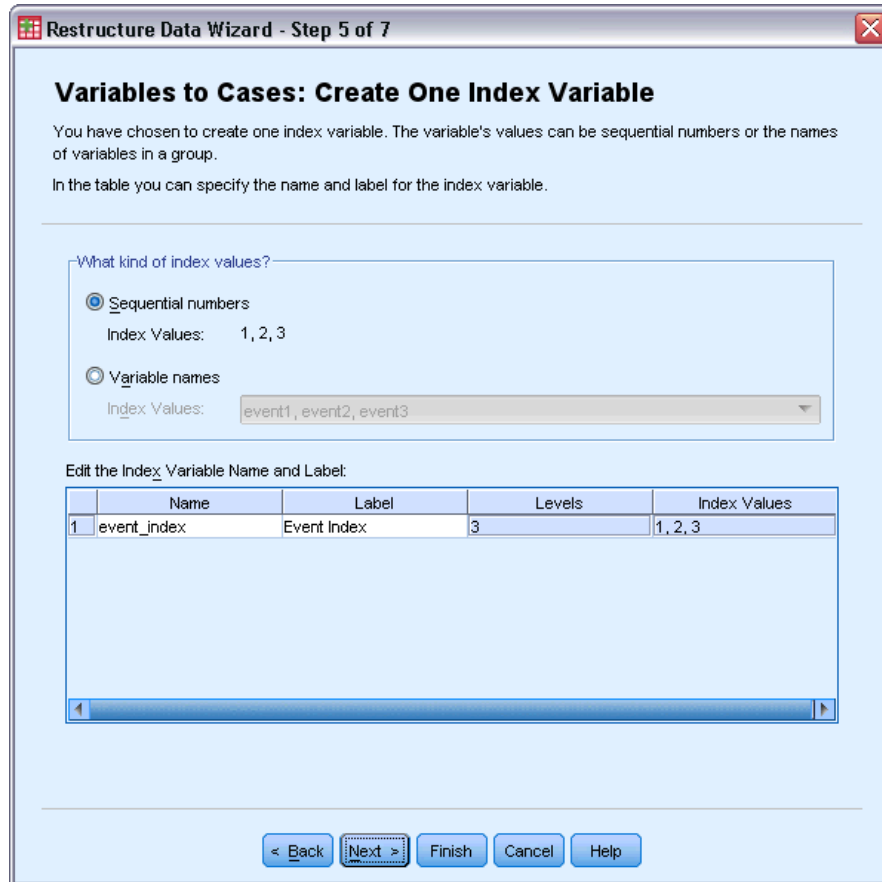 Restructure Data Wizard - Step 5 of 7
Variables to Cases: Create One Index Variable
You have chosen to create one index variable. The variable's values can be sequential numbers or the names
of variables in a group.
In the table you can specify the name and label for the index variable.
What kind of index values?
Sequential numbers
Index Values: 1, 2, 3
Variable names
Index Values: event1, event2, event3
Edit the Index Variable Name and Label:
Name Label Levels Index Values
1 event_index Event Index 3 1, 2, 3
< Back Next > Finish Cancel Help